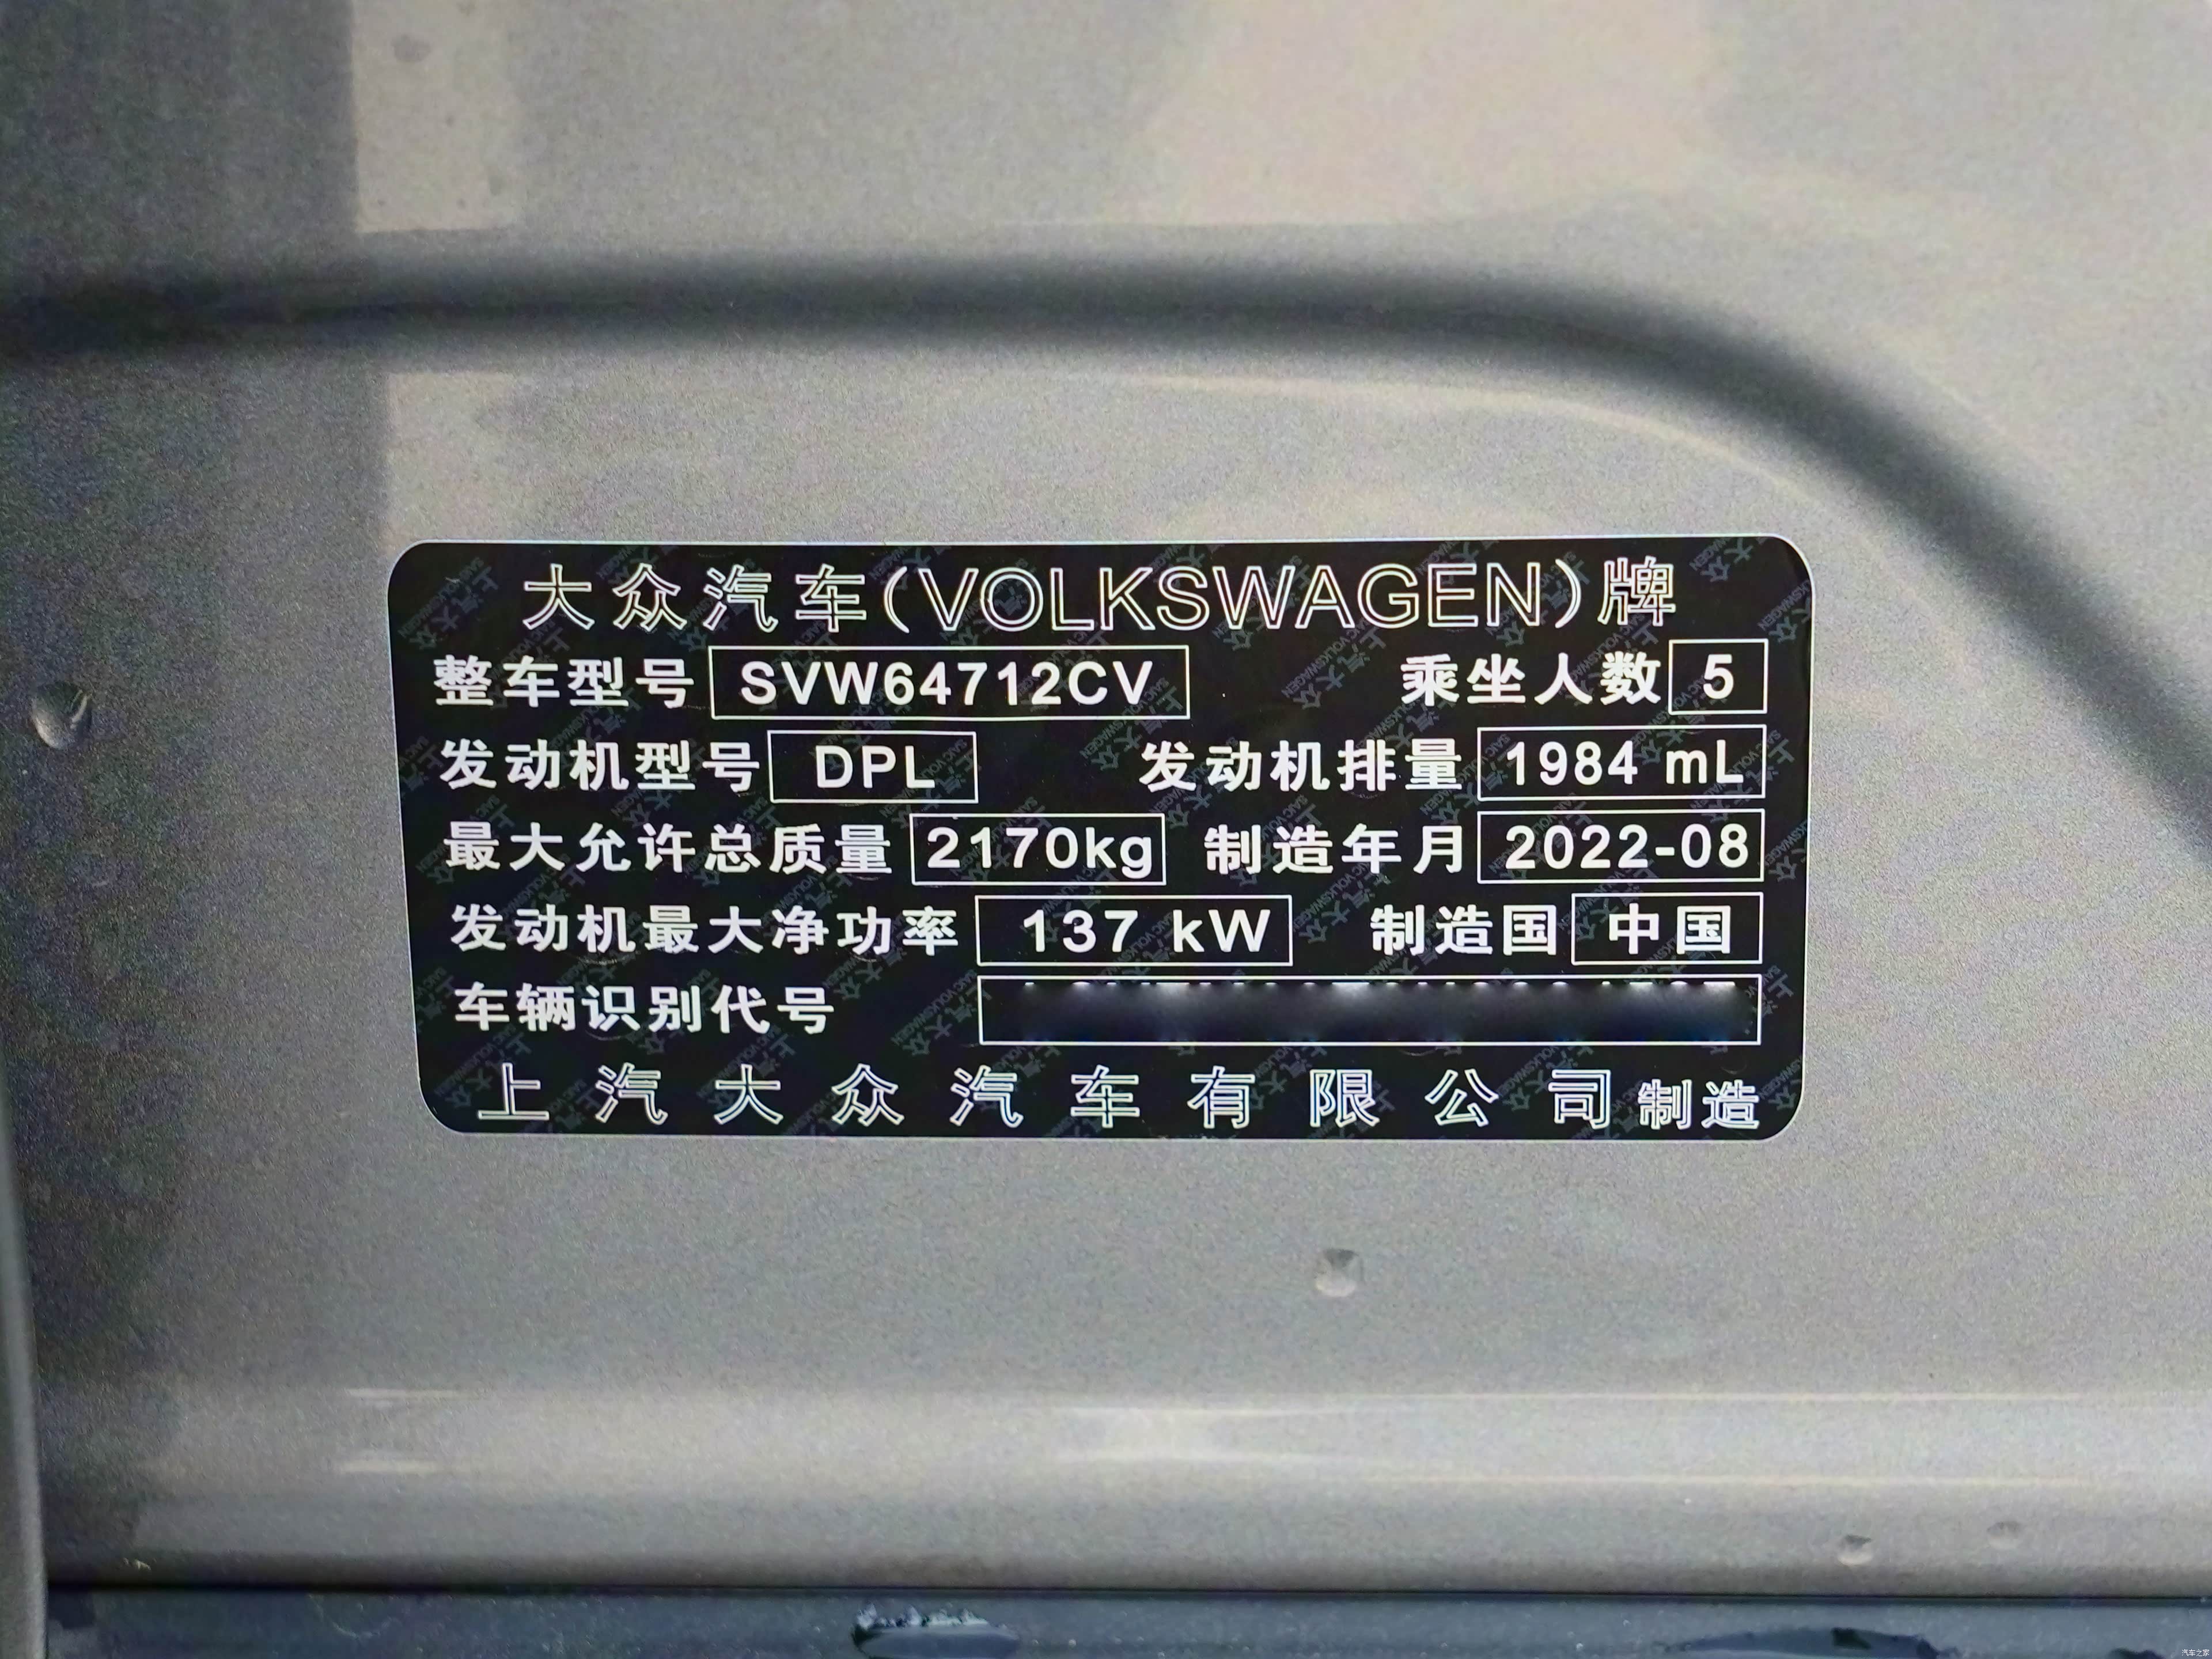 大众汽车(VOLKSWAGEN)牌
整车型号 SVW64712CV 乘坐人数 5
发动机型号 DPL 发动机排量 1984 mL
最大允许总质量 2170kg 制造年月 2022-08
发动机最大净功率 137 kW 制造国 中国
车辆识别代号
上汽大众汽车有限公司制造
汽车之家